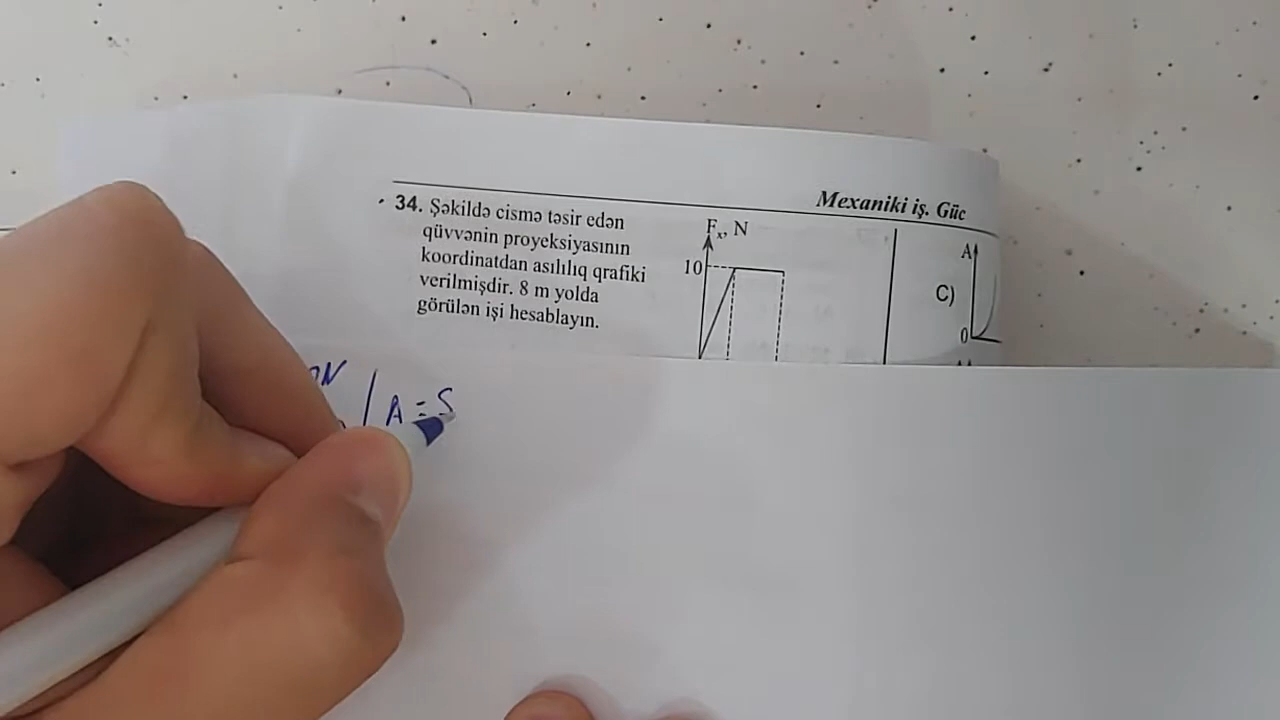 Mexaniki iş. Güc
34. Şəkildə cismə təsir edən
qüvvənin proyeksiyasının
koordinatdan asılılıq qrafiki
verilmişdir. 8 m yolda
görülən işi hesablayın.
Fₓ, N
10
C)
A
0
A = S